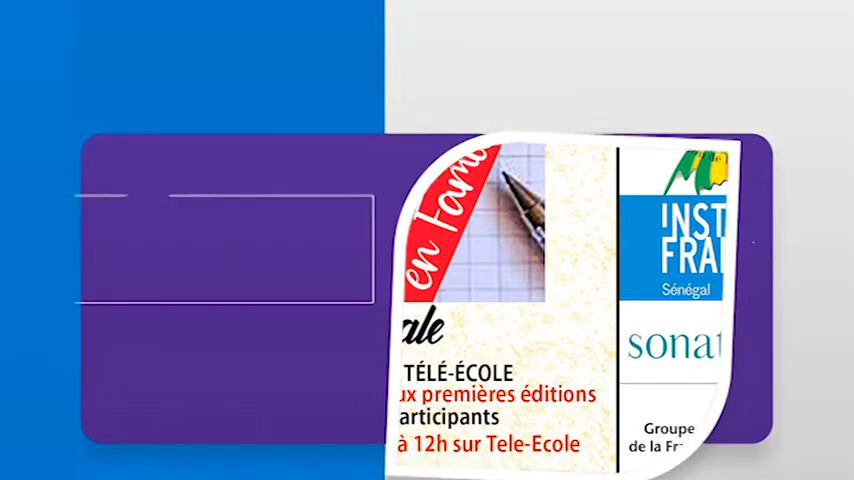 en Fam
ale
TÉLÉ-ÉCOLE
ux premières éditions
articipants
à 12h sur Tele-Ecole
de l
INST
FRA
Sénégal
sonat
Groupe
de la Fr